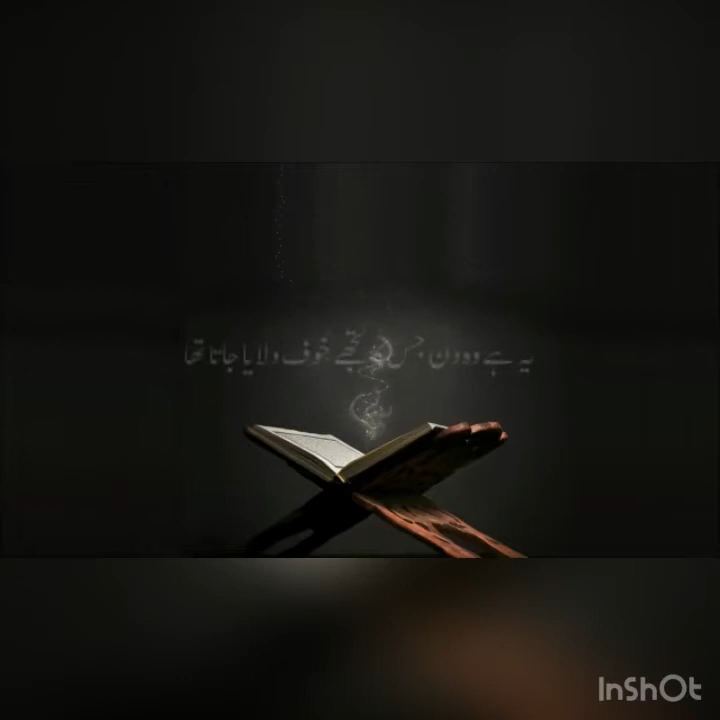 یہ ہے وہ دن جس تجھے خوف دلایا جاتا تھا
InShOt